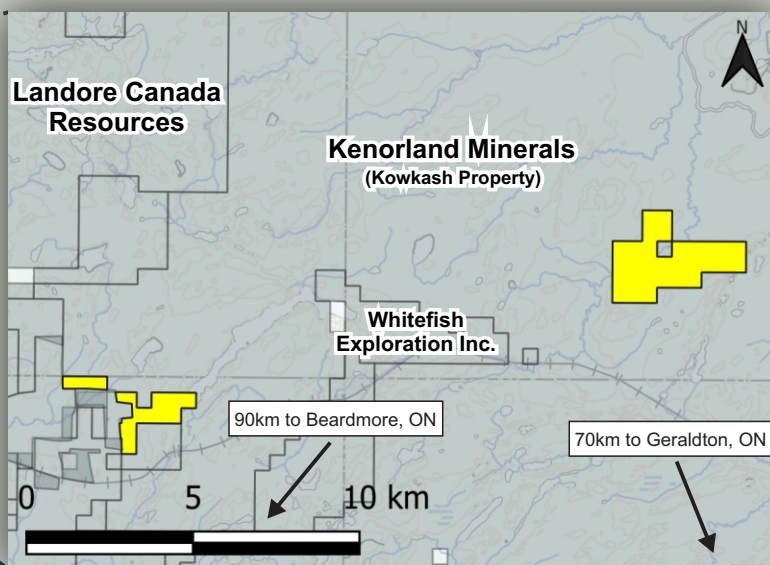 N
Landore Canada
Resources
Kenorland Minerals
(Kowkash Property)
Whitefish
Exploration Inc.
90km to Beardmore, ON
70km to Geraldton, ON
0 5 10 km